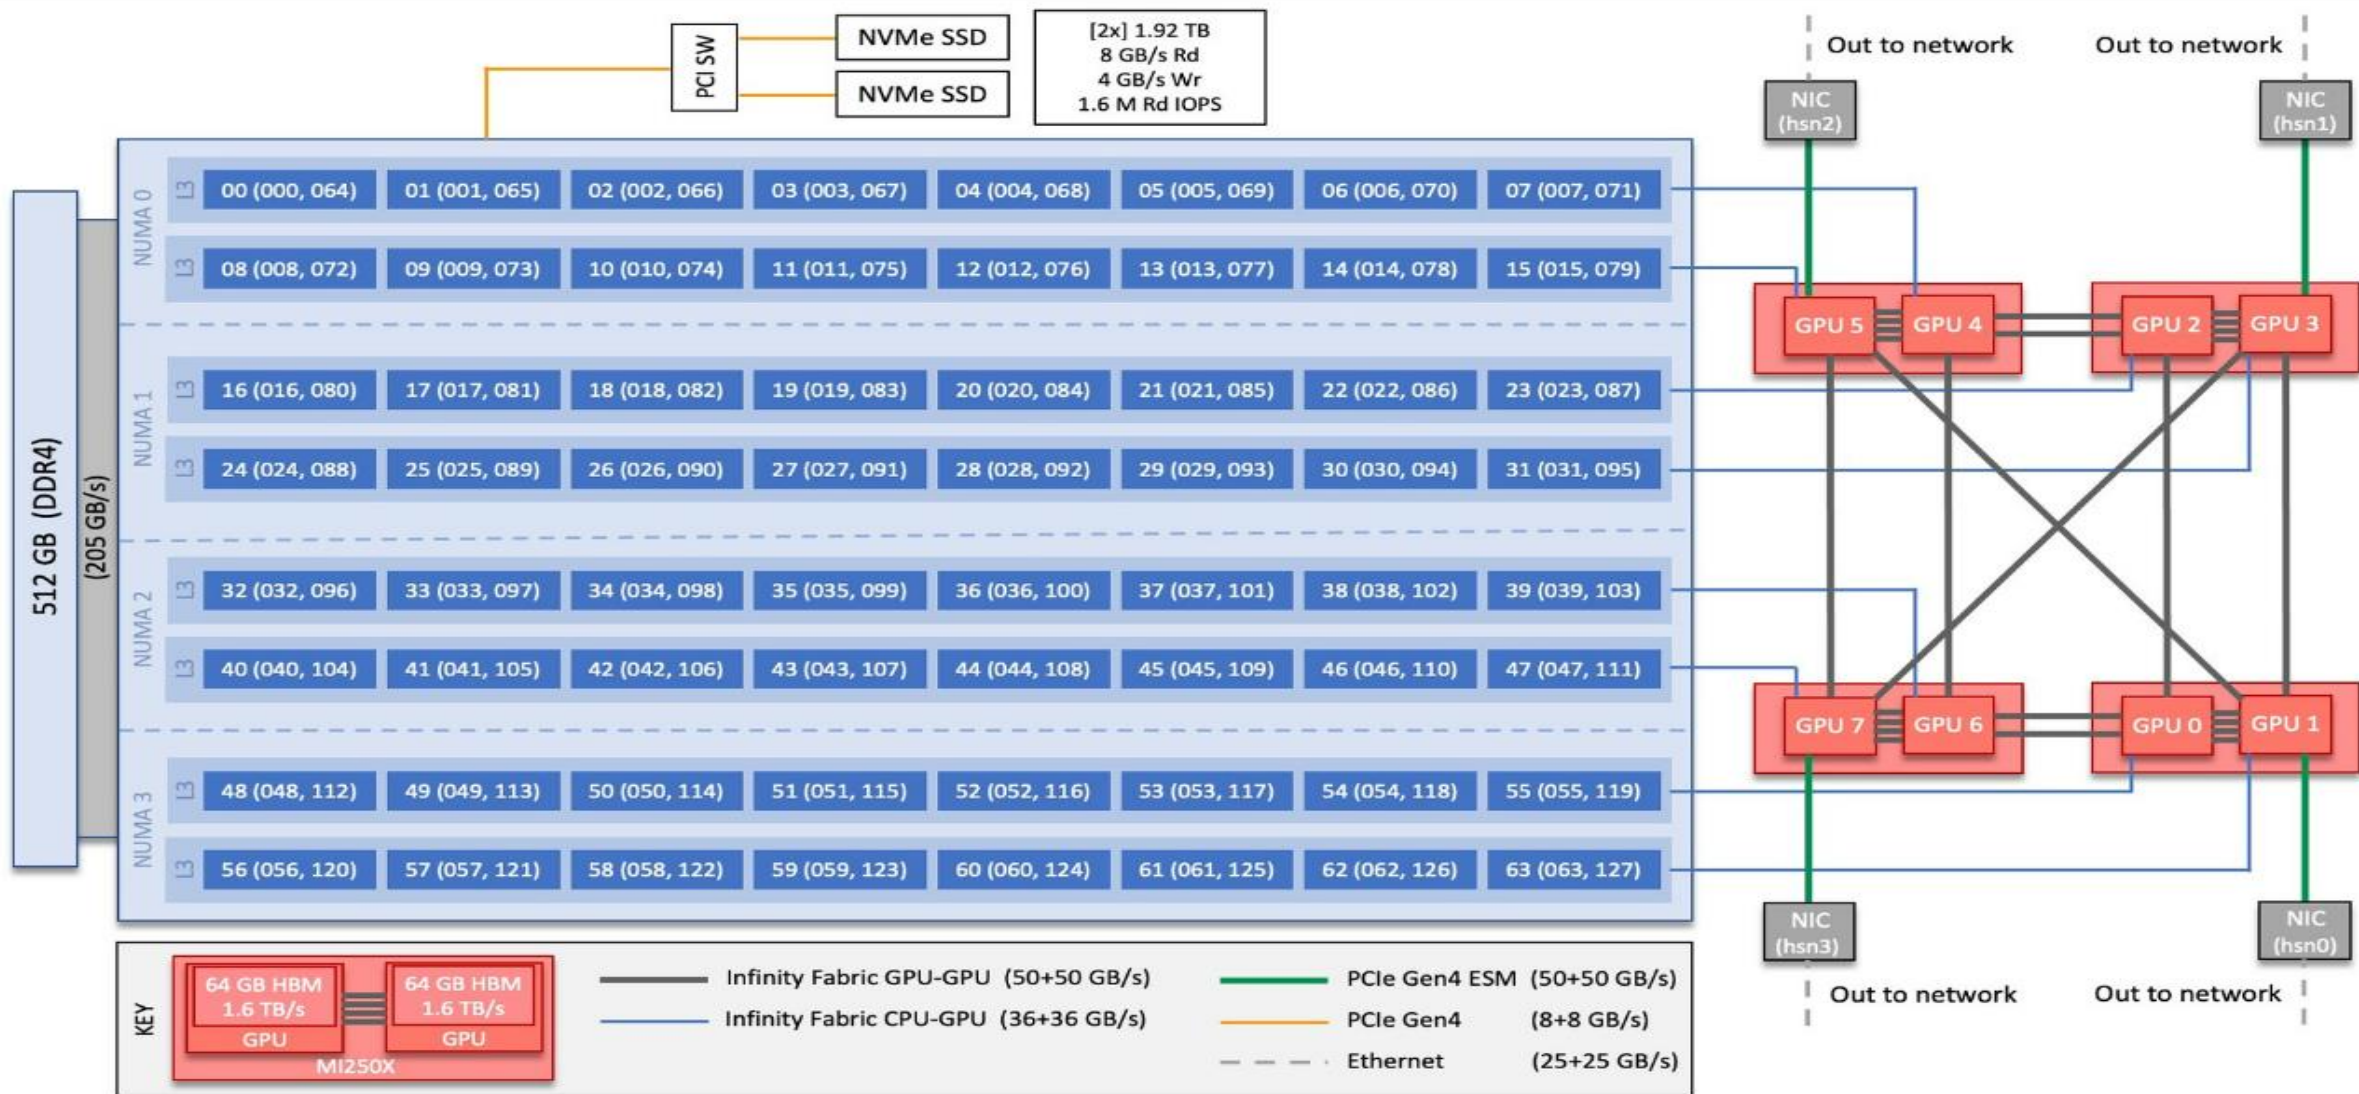 NVMe SSD
NVMe SSD
PCI SW
[2x] 1.92 TB
8 GB/s Rd
4 GB/s Wr
1.6 M Rd IOPS
Out to network
Out to network
NIC
(hsn2)
NIC
(hsn1)
512 GB (DDR4)
(205 GB/s)
NUMA 0
L3
00 (000, 064) 01 (001, 065) 02 (002, 066) 03 (003, 067) 04 (004, 068) 05 (005, 069) 06 (006, 070) 07 (007, 071)
L3
08 (008, 072) 09 (009, 073) 10 (010, 074) 11 (011, 075) 12 (012, 076) 13 (013, 077) 14 (014, 078) 15 (015, 079)
NUMA 1
L3
16 (016, 080) 17 (017, 081) 18 (018, 082) 19 (019, 083) 20 (020, 084) 21 (021, 085) 22 (022, 086) 23 (023, 087)
L3
24 (024, 088) 25 (025, 089) 26 (026, 090) 27 (027, 091) 28 (028, 092) 29 (029, 093) 30 (030, 094) 31 (031, 095)
NUMA 2
L3
32 (032, 096) 33 (033, 097) 34 (034, 098) 35 (035, 099) 36 (036, 100) 37 (037, 101) 38 (038, 102) 39 (039, 103)
L3
40 (040, 104) 41 (041, 105) 42 (042, 106) 43 (043, 107) 44 (044, 108) 45 (045, 109) 46 (046, 110) 47 (047, 111)
NUMA 3
L3
48 (048, 112) 49 (049, 113) 50 (050, 114) 51 (051, 115) 52 (052, 116) 53 (053, 117) 54 (054, 118) 55 (055, 119)
L3
56 (056, 120) 57 (057, 121) 58 (058, 122) 59 (059, 123) 60 (060, 124) 61 (061, 125) 62 (062, 126) 63 (063, 127)
GPU 5 GPU 4 GPU 2 GPU 3
GPU 7 GPU 6 GPU 0 GPU 1
NIC
(hsn3)
NIC
(hsn0)
Out to network
Out to network
KEY
64 GB HBM
1.6 TB/s
GPU
64 GB HBM
1.6 TB/s
GPU
MI250X
Infinity Fabric GPU-GPU (50+50 GB/s)
Infinity Fabric CPU-GPU (36+36 GB/s)
PCIe Gen4 ESM (50+50 GB/s)
PCIe Gen4 (8+8 GB/s)
Ethernet (25+25 GB/s)